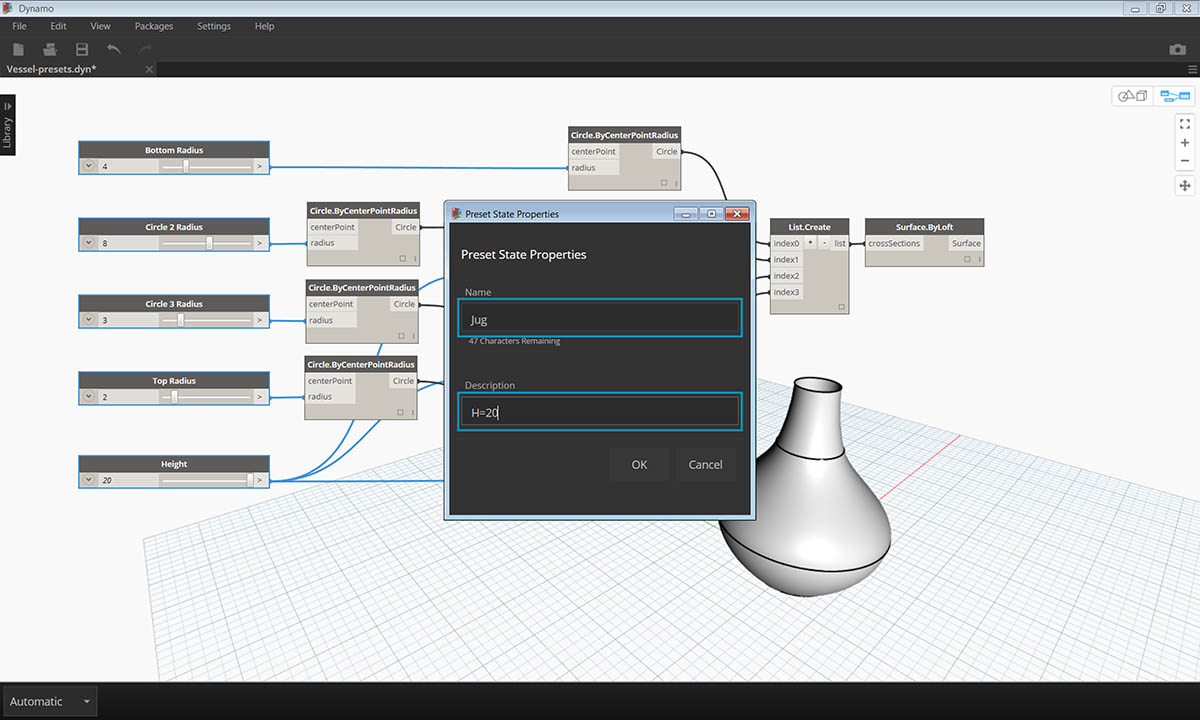 Dynamo
File Edit View Packages Settings Help
Vessel-presets.dyn*
Library
Bottom Radius
4 >
Circle 2 Radius
8 >
Circle 3 Radius
3 >
Top Radius
2 >
Height
20 >
Circle.ByCenterPointRadius
centerPoint Circle
radius
Circle.ByCenterPointRadius
centerPoint Circle
radius
Circle.ByCenterPointRadius
centerPoint Circle
radius
Circle.ByCenterPointRadius
centerPoint Circle
radius
Preset State Properties
Preset State Properties
Name
Jug
47 Characters Remaining
Description
H=20
OK Cancel
List.Create
index0 + - list
index1
index2
index3
Surface.ByLoft
crossSections Surface
Automatic